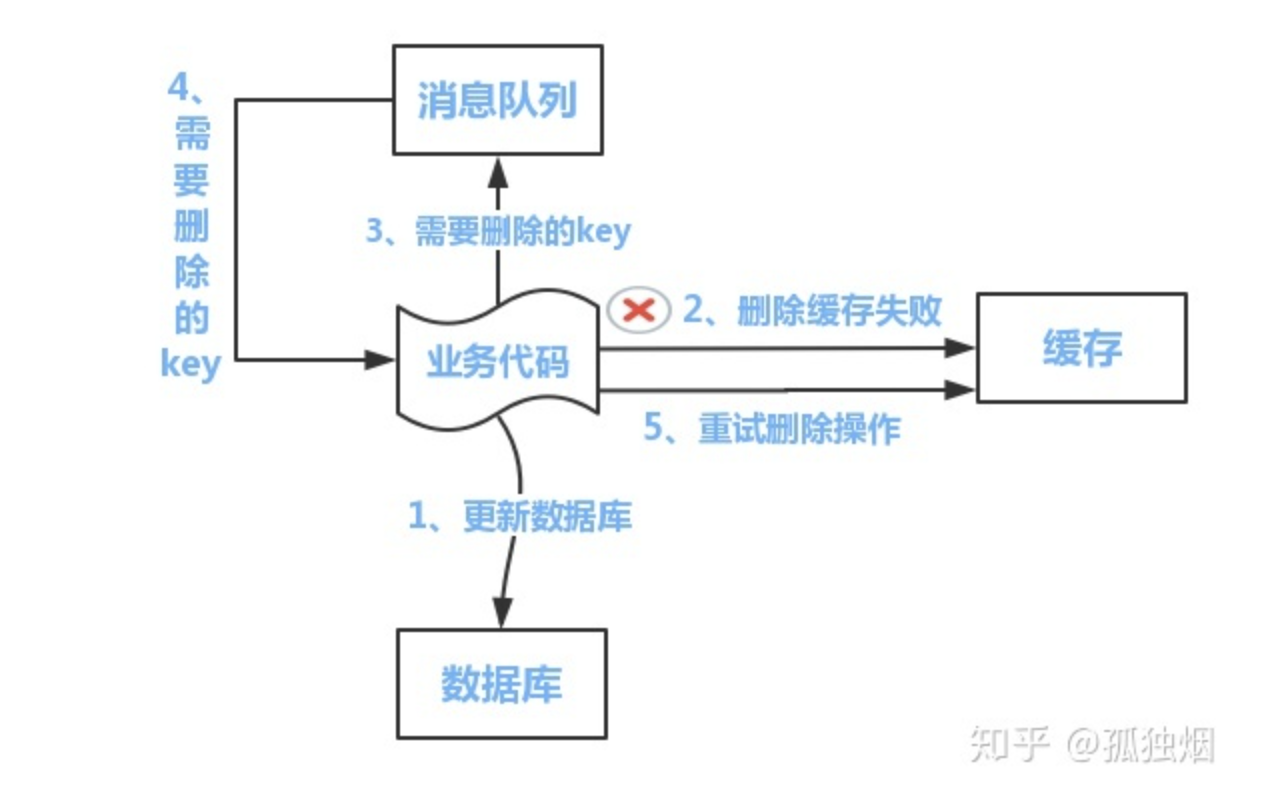 消息队列
4、需要删除的key
3、需要删除的key
2、删除缓存失败
缓存
业务代码
5、重试删除操作
1、更新数据库
数据库
知乎 @孤独烟